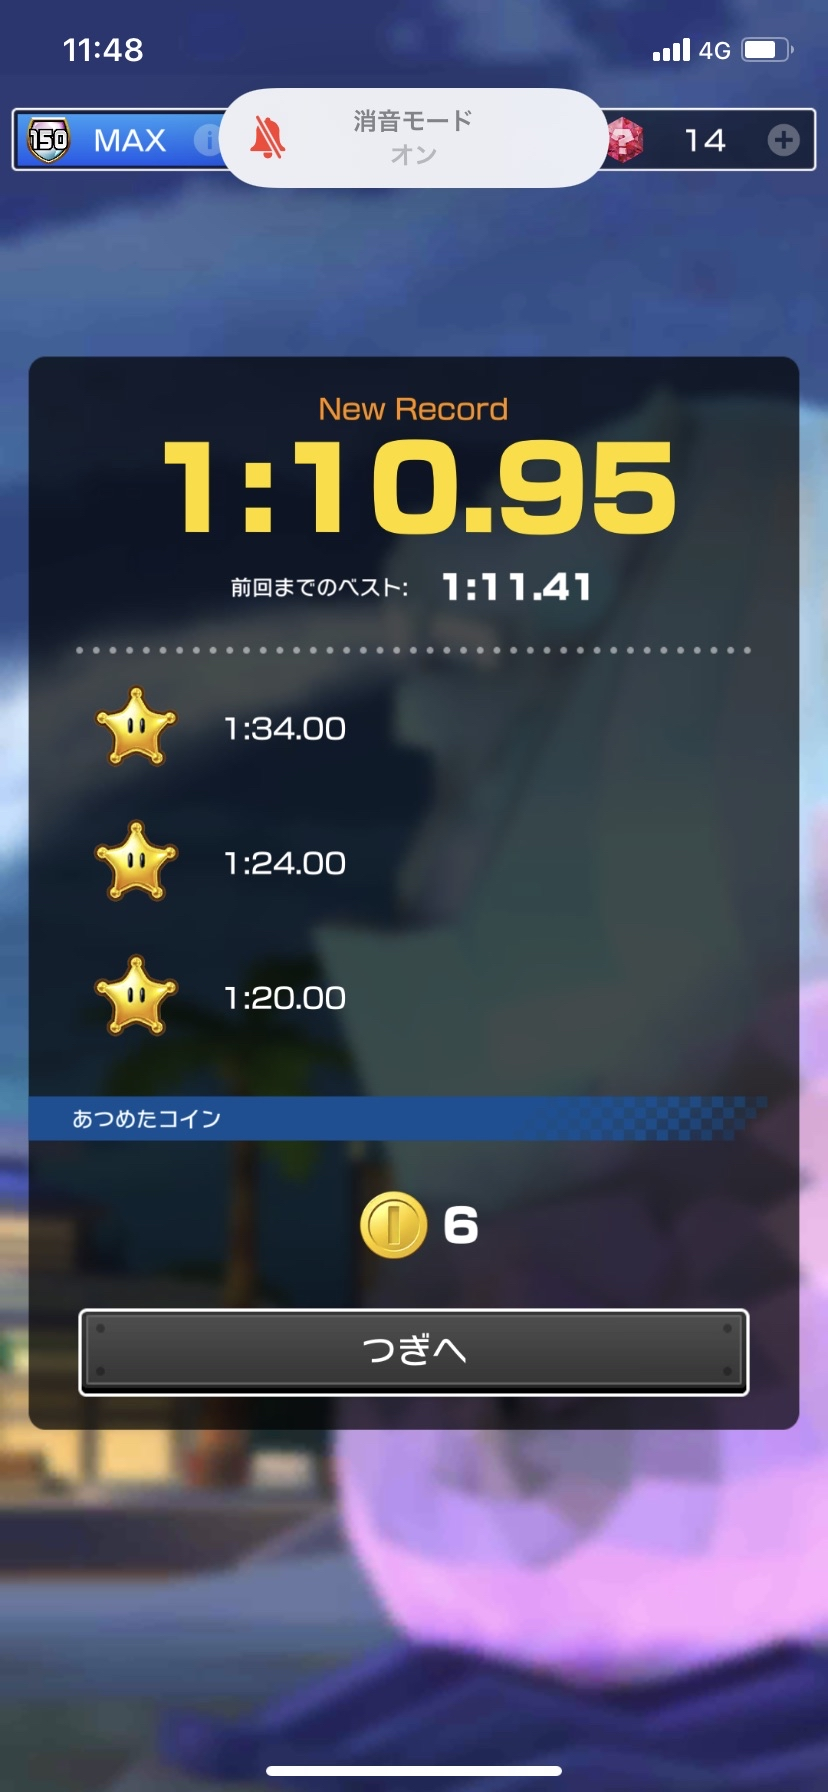 11:48
4G
消音モード
オン
150 MAX i
? 14 +
New Record
1:10.95
前回までのベスト: 1:11.41
1:34.00
1:24.00
1:20.00
あつめたコイン
6
つぎへ